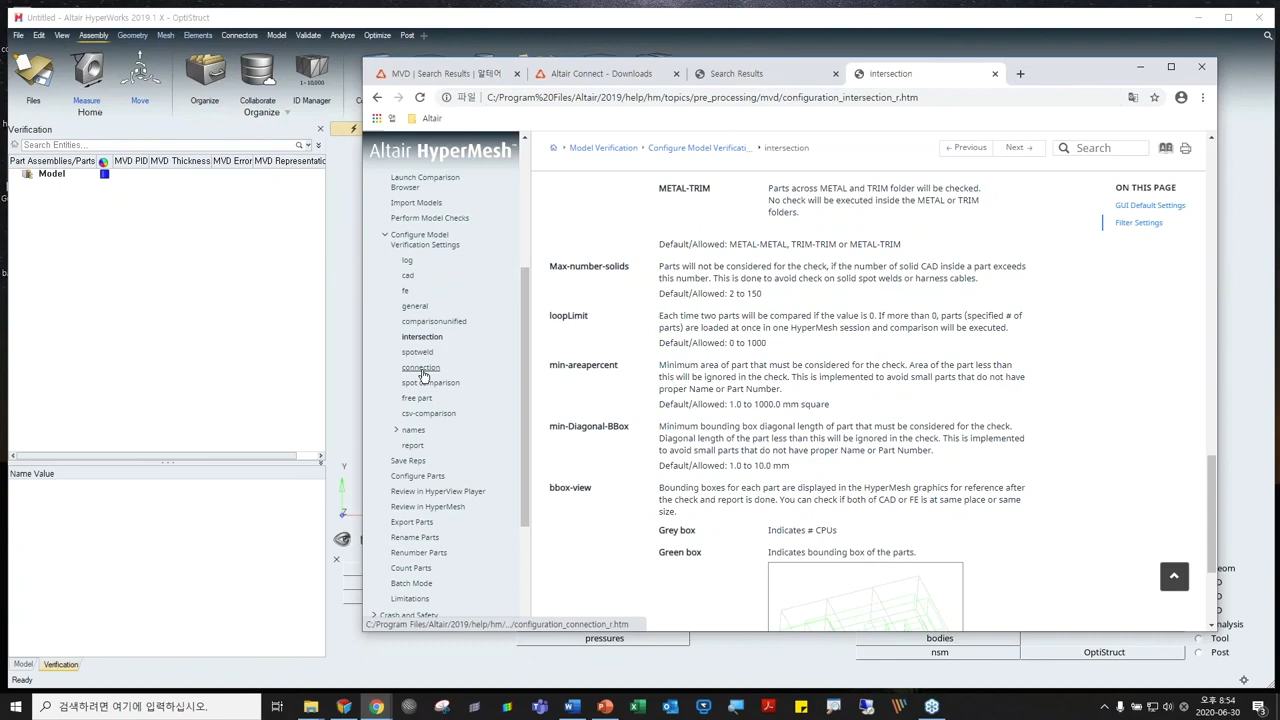 Untitled - Altair HyperWorks 2019.1 X - OptiStruct
File Edit View Assembly Geometry Mesh Elements Connectors Model Validate Analyze Optimize Post
Files Measure Move Organize Collaborate ID Manager
Home Organize
Verification
Search Entities...
Part Assemblies/Parts MVD PID MVD Thickness MVD Error MVD Representatic
Model
Name Value
Model Verification
Ready
MVD | Search Results | 알테어
Altair Connect - Downloads
Search Results
intersection
파일 C:/Program%20Files/Altair/2019/help/hm/topics/pre_processing/mvd/configuration_intersection_r.htm
앱 Altair
Altair HyperMesh™
Launch Comparison
Browser
Import Models
Perform Model Checks
Configure Model
Verification Settings
log
cad
fe
general
comparisonunified
intersection
spotweld
connection
spot comparison
free part
csv-comparison
names
report
Save Reps
Configure Parts
Review in HyperView Player
Review in HyperMesh
Export Parts
Rename Parts
Renumber Parts
Count Parts
Batch Mode
Limitations
Crash and Safety
C:/Program Files/Altair/2019/help/hm/.../configuration_connection_r.htm
Model Verification Configure Model Verificati... intersection
Previous Next Search
METAL-TRIM Parts across METAL and TRIM folder will be checked.
No check will be executed inside the METAL or TRIM
folders.
Default/Allowed: METAL-METAL, TRIM-TRIM or METAL-TRIM
Max-number-solids Parts will not be considered for the check, if the number of solid CAD inside a part exceeds
this number. This is done to avoid check on solid spot welds or harness cables.
Default/Allowed: 2 to 150
loopLimit Each time two parts will be compared if the value is 0. If more than 0, parts (specified # of
parts) are loaded at once in one HyperMesh session and comparison will be executed.
Default/Allowed: 0 to 1000
min-areapercent Minimum area of part that must be considered for the check. Area of the part less than
this will be ignored in the check. This is implemented to avoid small parts that do not have
proper Name or Part Number.
Default/Allowed: 1.0 to 1000.0 mm square
min-Diagonal-BBox Minimum bounding box diagonal length of part that must be considered for the check.
Diagonal length of the part less than this will be ignored in the check. This is implemented
to avoid small parts that do not have proper Name or Part Number.
Default/Allowed: 1.0 to 10.0 mm
bbox-view Bounding boxes for each part are displayed in the HyperMesh graphics for reference after
the check and report is done. You can check if both of CAD or FE is at same place or same
size.
Grey box Indicates # CPUs
Green box Indicates bounding box of the parts.
ON THIS PAGE
GUI Default Settings
Filter Settings
Y
Z
pressures bodies
nsm OptiStruct
eom
D
D
D
nalysis
Tool
Post
검색하려면 여기에 입력하십시오.
오후 8:54
2020-06-30